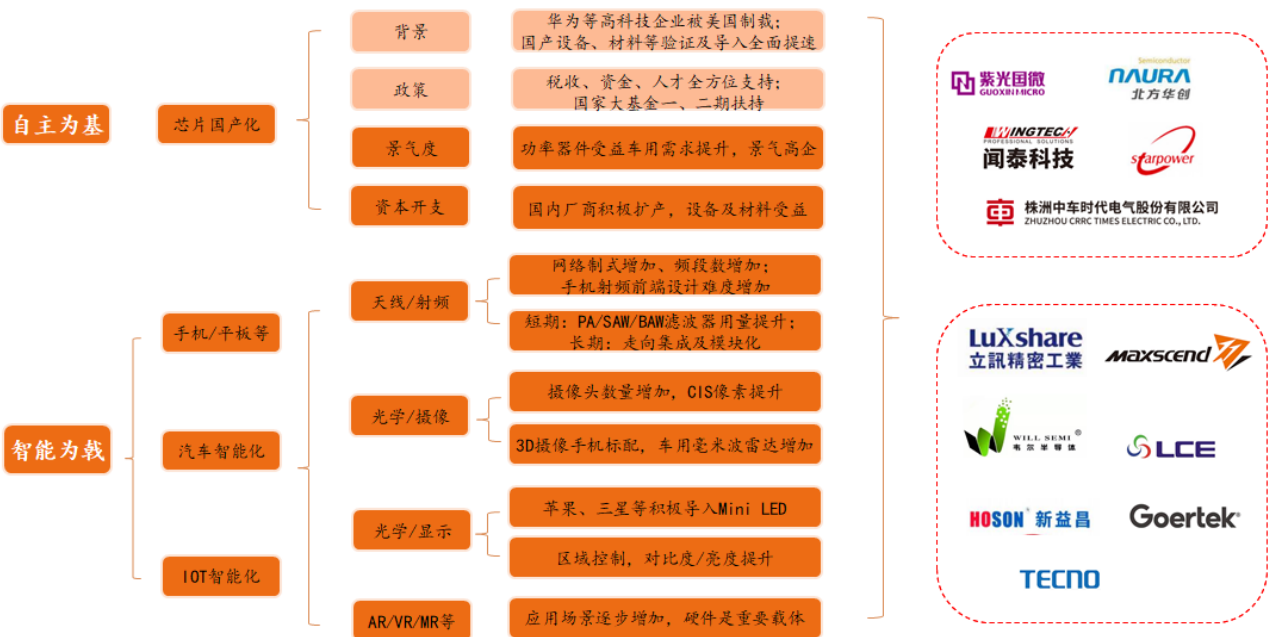 自主为基
芯片国产化
背景
华为等高科技企业被美国制裁；
国产设备、材料等验证及导入全面提速
政策
税收、资金、人才全方位支持；
国家大基金一、二期扶持
景气度
功率器件受益车用需求提升，景气高企
资本开支
国内厂商积极扩产，设备及材料受益
智能为戟
手机/平板等
汽车智能化
IOT智能化
天线/射频
网络制式增加、频段数增加；
手机射频前端设计难度增加
短期：PA/SAW/BAW滤波器用量提升；
长期：走向集成及模块化
光学/摄像
摄像头数量增加，CIS像素提升
3D摄像手机标配，车用毫米波雷达增加
光学/显示
苹果、三星等积极导入Mini LED
区域控制，对比度/亮度提升
AR/VR/MR等
应用场景逐步增加，硬件是重要载体
紫光国微
GUOXIN MICRO
Semiconductor
NAURA
北方华创
WINGTECH
PROFESSIONAL SOLUTIONS
闻泰科技
starpower
株洲中车时代电气股份有限公司
ZHUZHOU CRRC TIMES ELECTRIC CO., LTD.
LUXshare
立訊精密工業
maxscend
WILL SEMI®
韦尔半导体
LCE
HOSON® 新益昌
Goertek®
TECNO